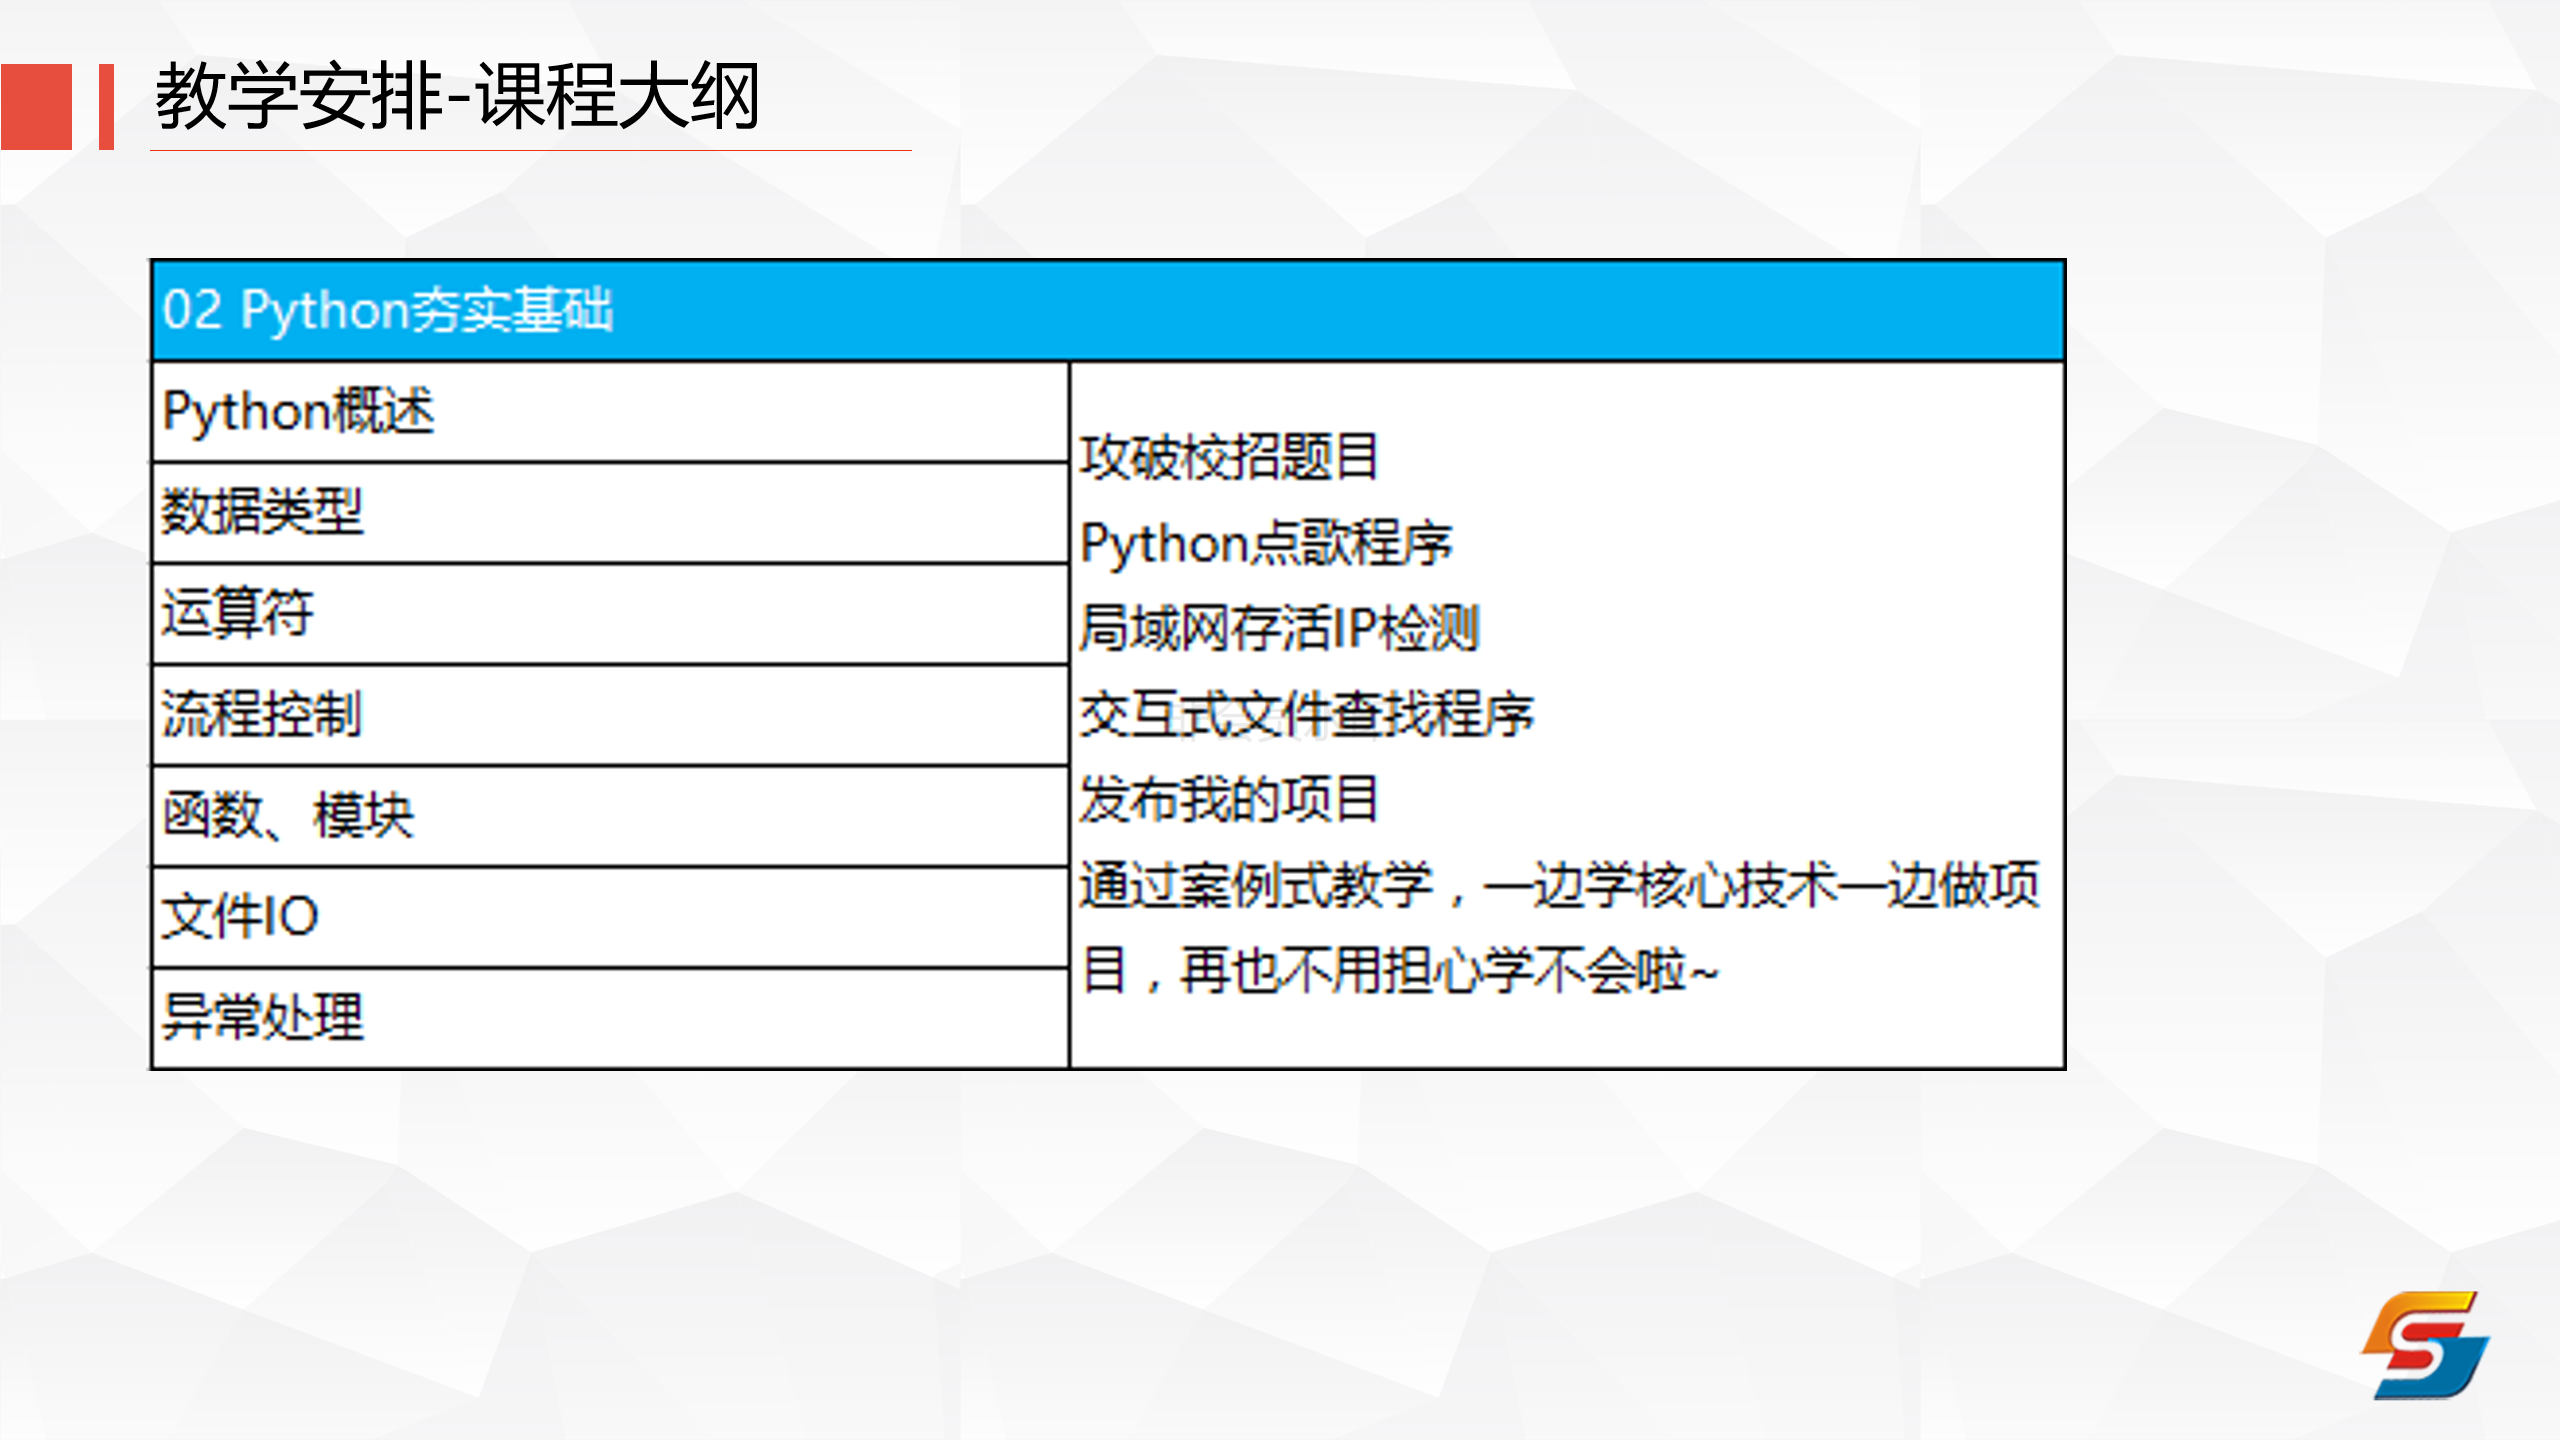 教学安排-课程大纲
02 Python夯实基础
Python概述
数据类型
运算符
流程控制
函数、模块
文件IO
异常处理
攻破校招题目
Python点歌程序
局域网存活IP检测
交互式文件查找程序
发布我的项目
通过案例式教学，一边学核心技术一边做项
目，再也不用担心学不会啦~